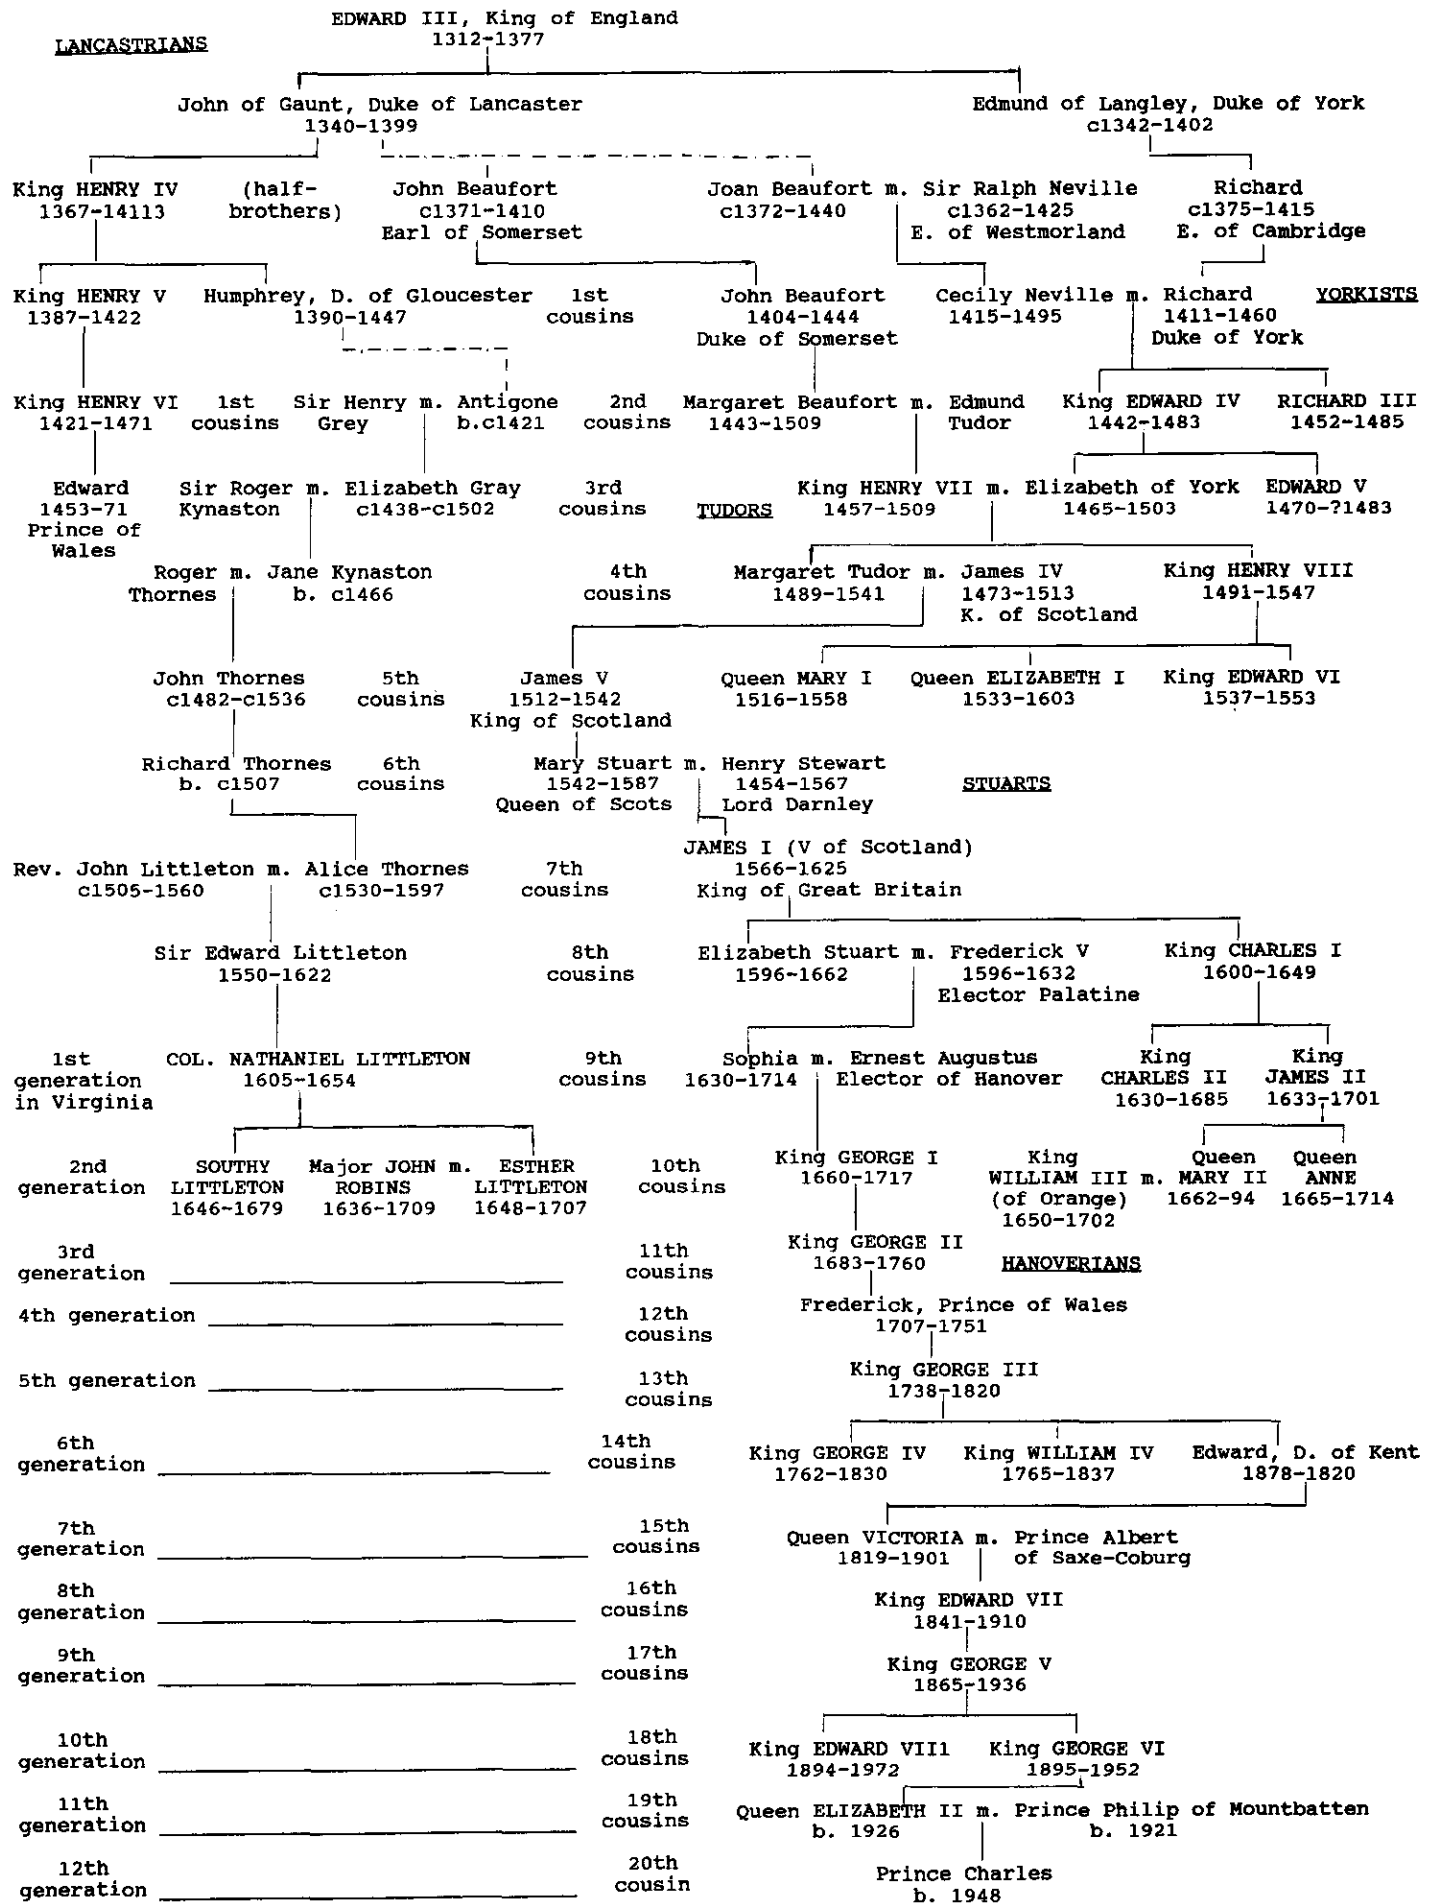 EDWARD III, King of England
LANCASTRIANS
1312-1377
John of Gaunt, Duke of Lancaster Edmund of Langley, Duke of York
1340-1399 c1342-1402
King HENRY IV (half- John Beaufort Joan Beaufort m. Sir Ralph Neville Richard
1367-14113 brothers) c1371-1410 c1372-1440 c1362-1425 c1375-1415
Earl of Somerset E. of Westmorland E. of Cambridge
King HENRY V Humphrey, D. of Gloucester 1st John Beaufort Cecily Neville m. Richard YORKISTS
1387-1422 1390-1447 cousins 1404-1444 1415-1495 1411-1460
Duke of Somerset Duke of York
King HENRY VI 1st Sir Henry m. Antigone 2nd Margaret Beaufort m. Edmund King EDWARD IV RICHARD III
1421-1471 cousins Grey b.c1421 cousins 1443-1509 Tudor 1442-1483 1452-1485
Edward Sir Roger m. Elizabeth Gray 3rd King HENRY VII m. Elizabeth of York EDWARD V
1453-71 Kynaston c1438-c1502 cousins TUDORS 1457-1509 1465-1503 1470-?1483
Prince of
Wales
Roger m. Jane Kynaston 4th Margaret Tudor m. James IV King HENRY VIII
Thornes b. c1466 cousins 1489-1541 1473-1513 1491-1547
K. of Scotland
John Thornes 5th James V Queen MARY I Queen ELIZABETH I King EDWARD VI
c1482-c1536 cousins 1512-1542 1516-1558 1533-1603 1537-1553
King of Scotland
Richard Thornes 6th Mary Stuart m. Henry Stewart
b. c1507 cousins 1542-1587 1454-1567 STUARTS
Queen of Scots Lord Darnley
JAMES I (V of Scotland)
Rev. John Littleton m. Alice Thornes 7th 1566-1625
c1505-1560 c1530-1597 cousins King of Great Britain
Sir Edward Littleton 8th Elizabeth Stuart m. Frederick V King CHARLES I
1550-1622 cousins 1596-1662 1596-1632 1600-1649
Elector Palatine
1st COL. NATHANIEL LITTLETON 9th Sophia m. Ernest Augustus King King
generation 1605-1654 cousins 1630-1714 Elector of Hanover CHARLES II JAMES II
in Virginia 1630-1685 1633-1701
2nd SOUTHY Major JOHN m. ESTHER 10th King GEORGE I King Queen Queen
generation LITTLETON ROBINS LITTLETON cousins 1660-1717 WILLIAM III m. MARY II ANNE
1646-1679 1636-1709 1648-1707 (of Orange) 1662-94 1665-1714
1650-1702
3rd 11th King GEORGE II
generation cousins 1683-1760 HANOVERIANS
4th generation 12th Frederick, Prince of Wales
cousins 1707-1751
5th generation 13th King GEORGE III
cousins 1738-1820
6th 14th King GEORGE IV King WILLIAM IV Edward, D. of Kent
generation cousins 1762-1830 1765-1837 1878-1820
7th 15th Queen VICTORIA m. Prince Albert
generation cousins 1819-1901 of Saxe-Coburg
8th 16th King EDWARD VII
generation cousins 1841-1910
9th 17th King GEORGE V
generation cousins 1865-1936
10th 18th King EDWARD VII1 King GEORGE VI
generation cousins 1894-1972 1895-1952
11th 19th Queen ELIZABETH II m. Prince Philip of Mountbatten
generation cousins b. 1926 b. 1921
12th 20th Prince Charles
generation cousin b. 1948